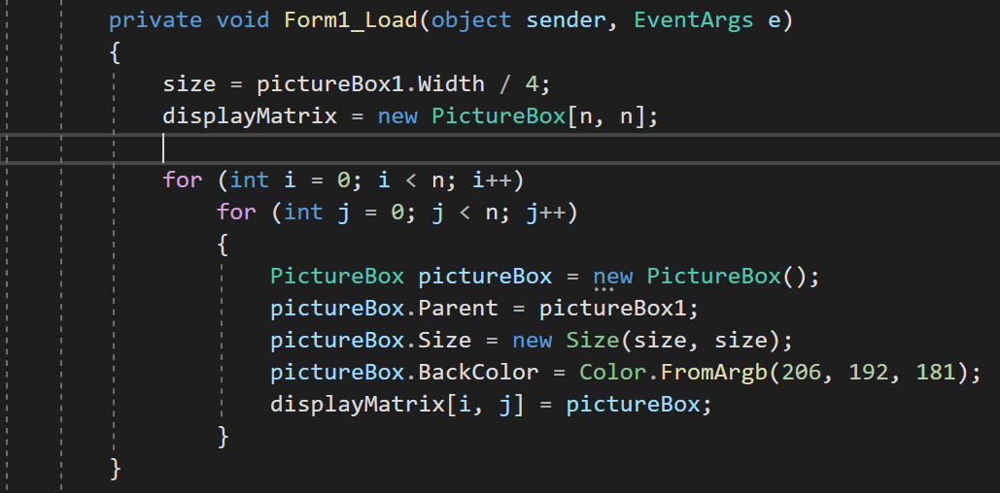 private void Form1_Load(object sender, EventArgs e)
{
size = pictureBox1.Width / 4;
displayMatrix = new PictureBox[n, n];
for (int i = 0; i < n; i++)
for (int j = 0; j < n; j++)
{
PictureBox pictureBox = new PictureBox();
pictureBox.Parent = pictureBox1;
pictureBox.Size = new Size(size, size);
pictureBox.BackColor = Color.FromArgb(206, 192, 181);
displayMatrix[i, j] = pictureBox;
}
}